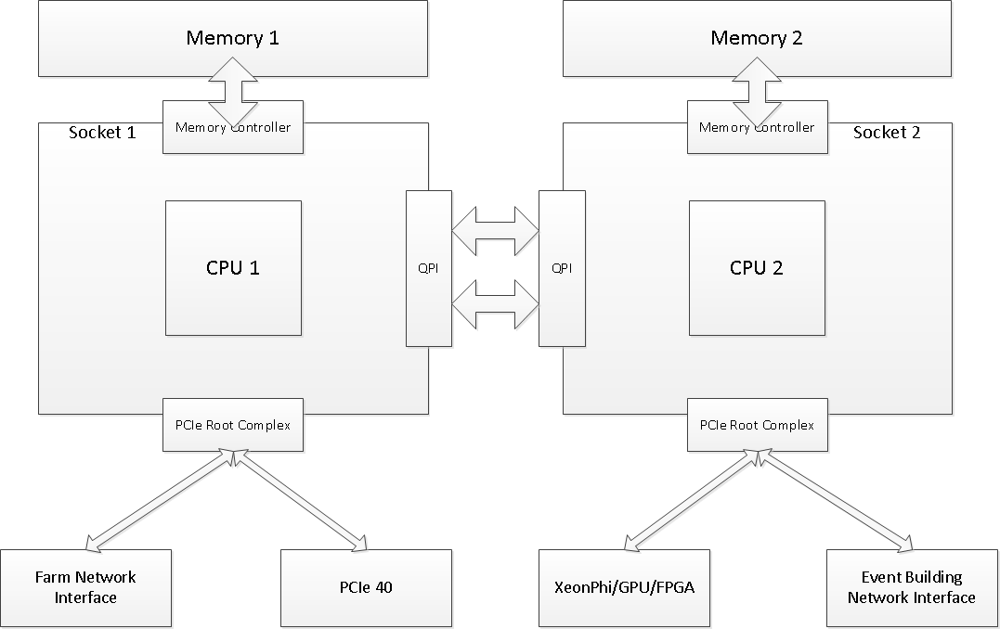 Memory 1
Memory 2
Memory Controller
Memory Controller
Socket 1
Socket 2
CPU 1
QPI
QPI
CPU 2
PCIe Root Complex
PCIe Root Complex
Farm Network
Interface
PCIe 40
XeonPhi/GPU/FPGA
Event Building
Network Interface